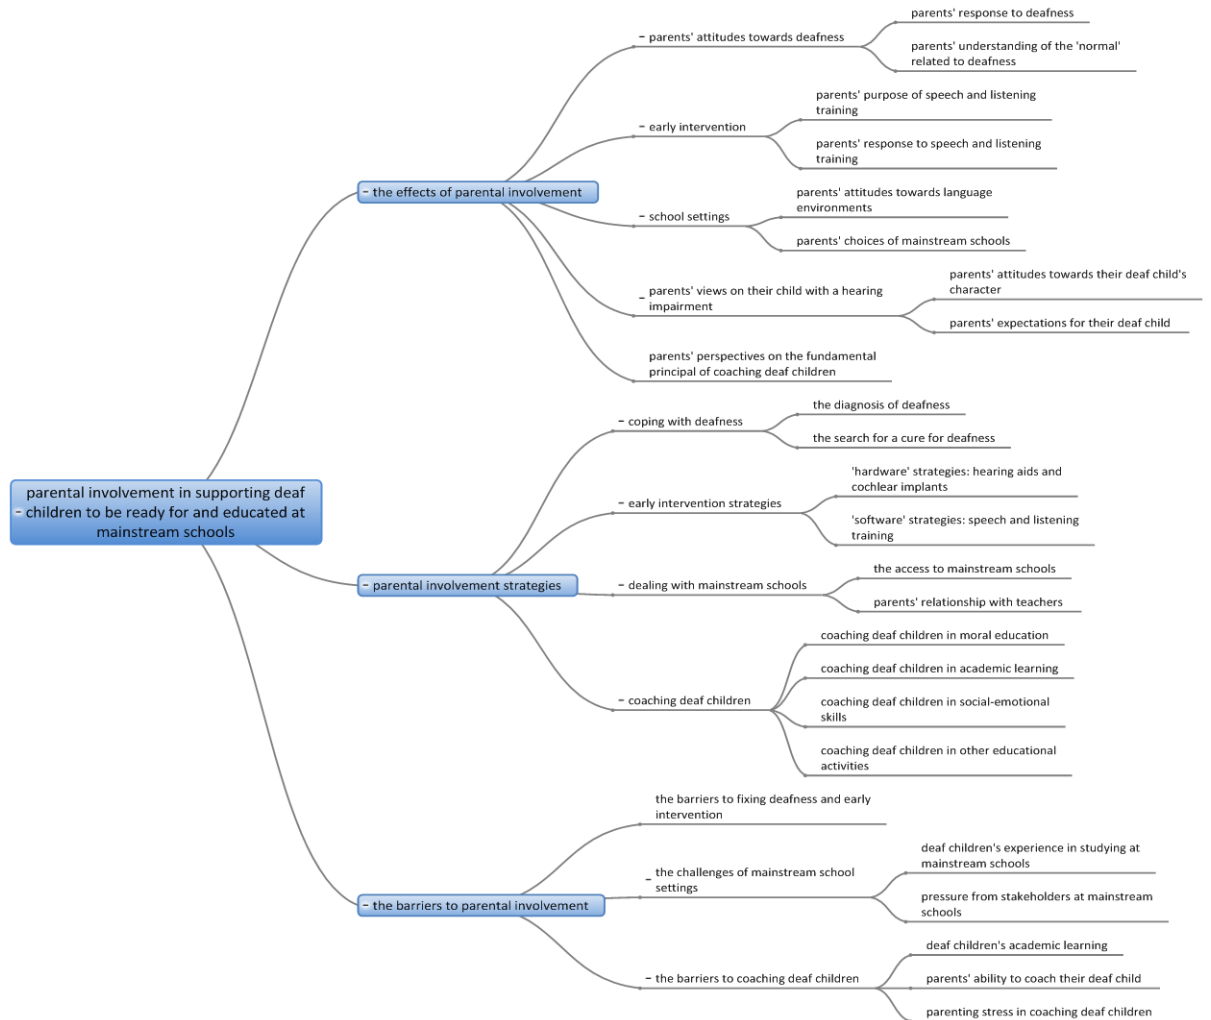 parental involvement in supporting deaf
children to be ready for and educated at
mainstream schools
the effects of parental involvement
parents' attitudes towards deafness
parents' response to deafness
parents' understanding of the 'normal'
related to deafness
early intervention
parents' purpose of speech and listening
training
parents' response to speech and listening
training
school settings
parents' attitudes towards language
environments
parents' choices of mainstream schools
parents' views on their child with a hearing
impairment
parents' attitudes towards their deaf child's
character
parents' expectations for their deaf child
parents' perspectives on the fundamental
principal of coaching deaf children
parental involvement strategies
coping with deafness
the diagnosis of deafness
the search for a cure for deafness
early intervention strategies
'hardware' strategies: hearing aids and
cochlear implants
'software' strategies: speech and listening
training
dealing with mainstream schools
the access to mainstream schools
parents' relationship with teachers
coaching deaf children
coaching deaf children in moral education
coaching deaf children in academic learning
coaching deaf children in social-emotional
skills
coaching deaf children in other educational
activities
the barriers to parental involvement
the barriers to fixing deafness and early
intervention
the challenges of mainstream school
settings
deaf children's experience in studying at
mainstream schools
pressure from stakeholders at mainstream
schools
the barriers to coaching deaf children
deaf children's academic learning
parents' ability to coach their deaf child
parenting stress in coaching deaf children